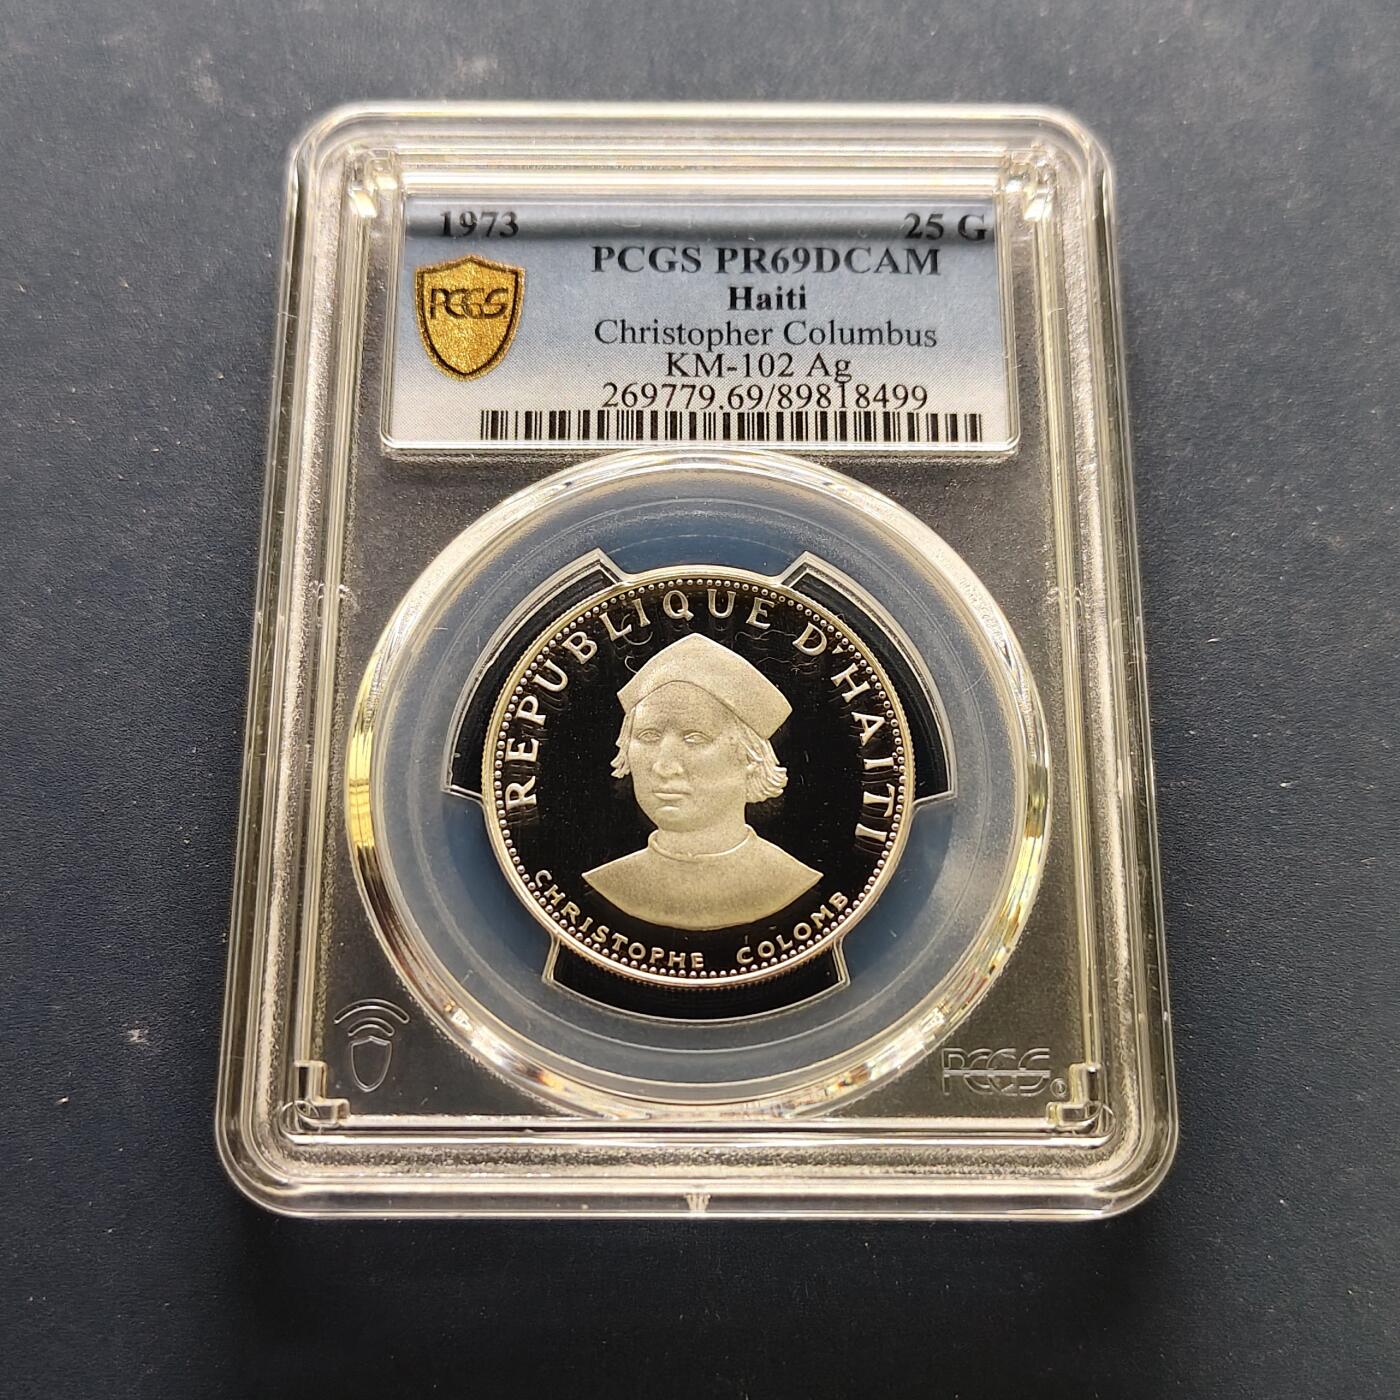 1973 25 G
PCGS PR69DCAM
PCGS
Haiti
Christopher Columbus
KM-102 Ag
269779.69/89818499
REPUBLIQUE D'HAITI
CHRISTOPHE COLOMB
PCGS